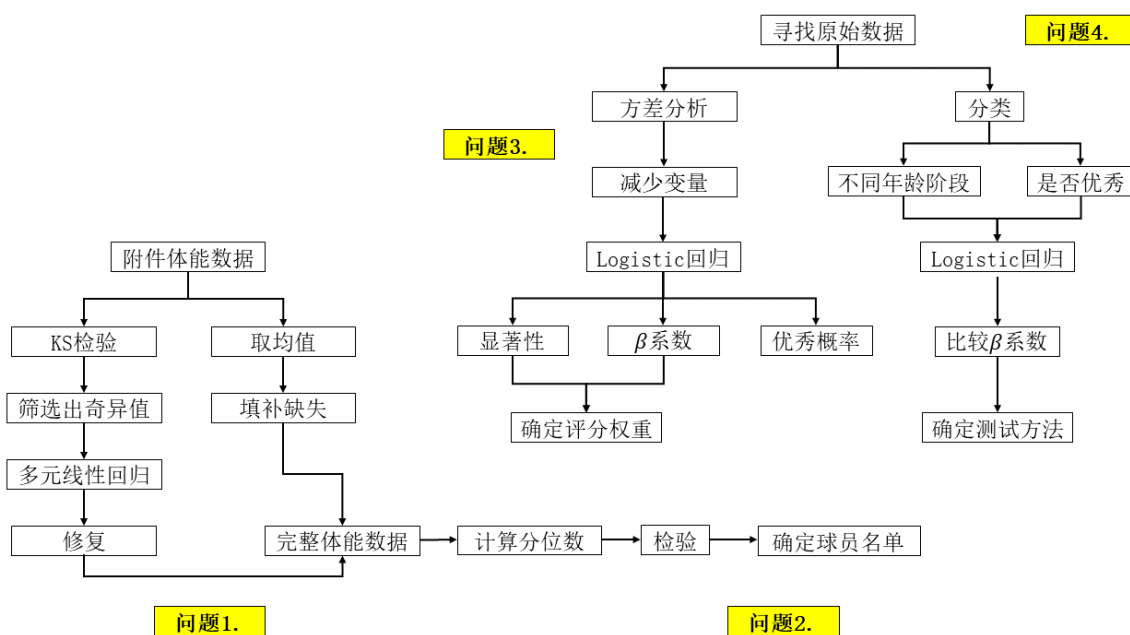 寻找原始数据
问题4.
方差分析
分类
问题3.
减少变量
不同年龄阶段
是否优秀
附件体能数据
Logistic回归
Logistic回归
KS检验
取均值
显著性
β系数
优秀概率
比较β系数
筛选出奇异值
填补缺失
确定评分权重
确定测试方法
多元线性回归
修复
完整体能数据
计算分位数
检验
确定球员名单
问题1.
问题2.